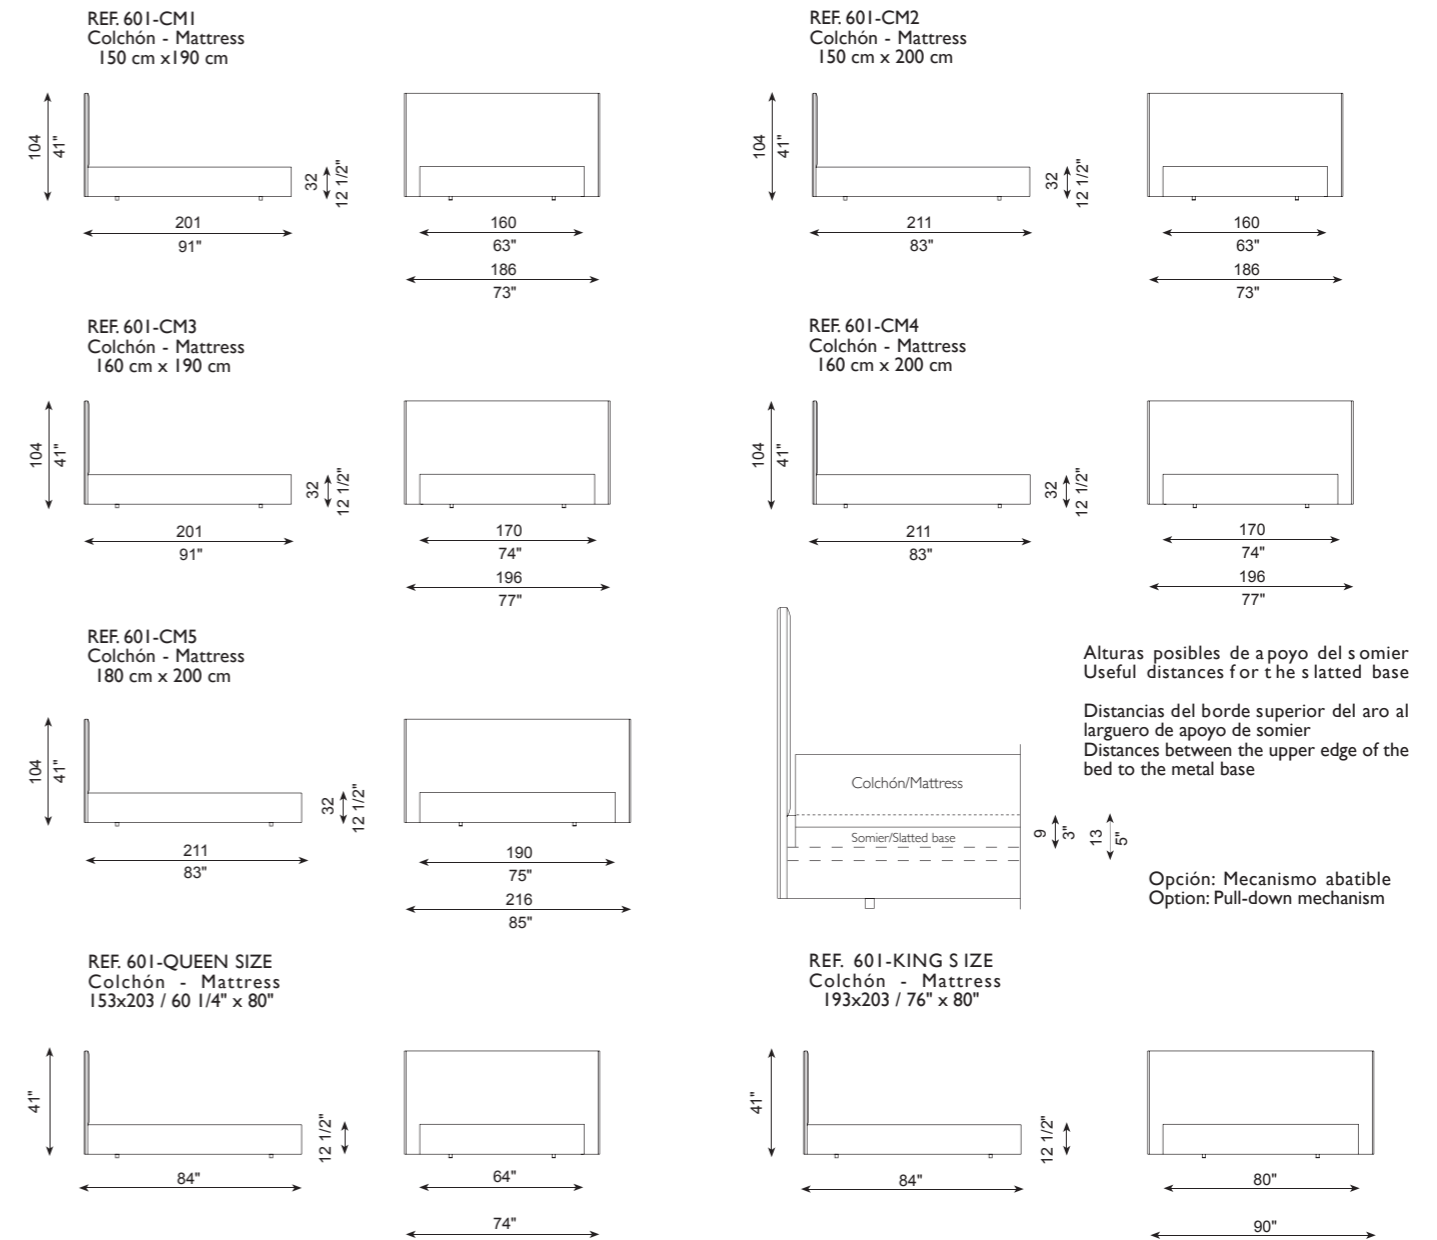 REF. 601-CM1
Colchón - Mattress
150 cm x190 cm
104
41"
32
12 1/2"
201
91"
160
63"
186
73"
REF. 601-CM2
Colchón - Mattress
150 cm x 200 cm
104
41"
32
12 1/2"
211
83"
160
63"
186
73"
REF. 601-CM3
Colchón - Mattress
160 cm x 190 cm
104
41"
32
12 1/2"
201
91"
170
74"
196
77"
REF. 601-CM4
Colchón - Mattress
160 cm x 200 cm
104
41"
32
12 1/2"
211
83"
170
74"
196
77"
REF. 601-CM5
Colchón - Mattress
180 cm x 200 cm
104
41"
32
12 1/2"
211
83"
190
75"
216
85"
Alturas posibles de apoyo del somier
Useful distances for the slatted base
Distancias del borde superior del aro al
larguero de apoyo de somier
Distances between the upper edge of the
bed to the metal base
Colchón/Mattress
Somier/Slatted base
9
3"
13
5"
Opción: Mecanismo abatible
Option: Pull-down mechanism
REF. 601-QUEEN SIZE
Colchón - Mattress
153x203 / 60 1/4" x 80"
41"
12 1/2"
84"
64"
74"
REF. 601-KING SIZE
Colchón - Mattress
193x203 / 76" x 80"
41"
12 1/2"
84"
80"
90"